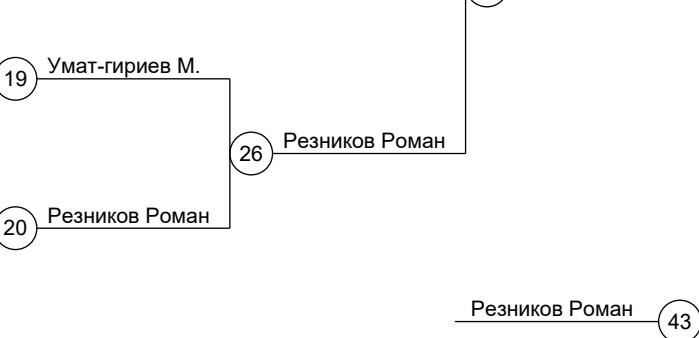 19 Умат-гириев М.
26 Резников Роман
20 Резников Роман
Резников Роман 43